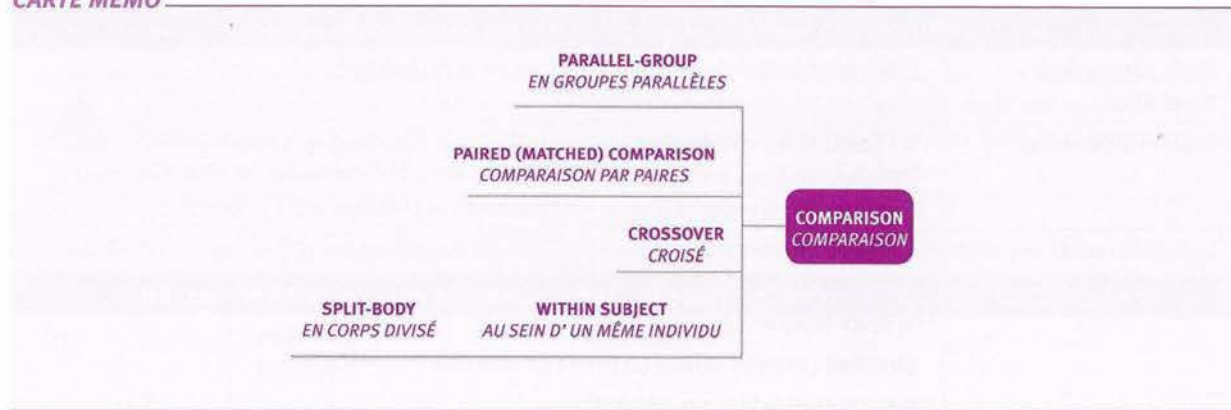 CARTE MÉMO
PARALLEL-GROUP
EN GROUPES PARALLÈLES
PAIRED (MATCHED) COMPARISON
COMPARAISON PAR PAIRES
COMPARISON
COMPARAISON
CROSSOVER
CROISÉ
SPLIT-BODY
EN CORPS DIVISÉ
WITHIN SUBJECT
AU SEIN D' UN MÊME INDIVIDU